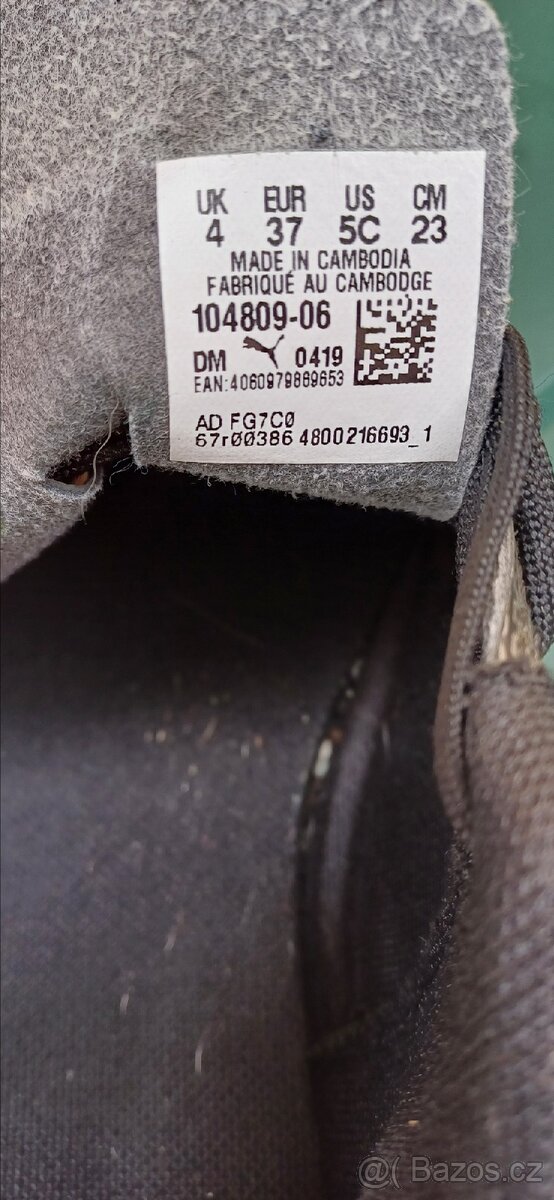 UK EUR US CM
4 37 5C 23
MADE IN CAMBODIA
FABRIQUÉ AU CAMBODGE
104809-06
DM 0419
EAN:4060979869653
AD FG7C0
67r00386 4800216693_1
@( Bazos.cz